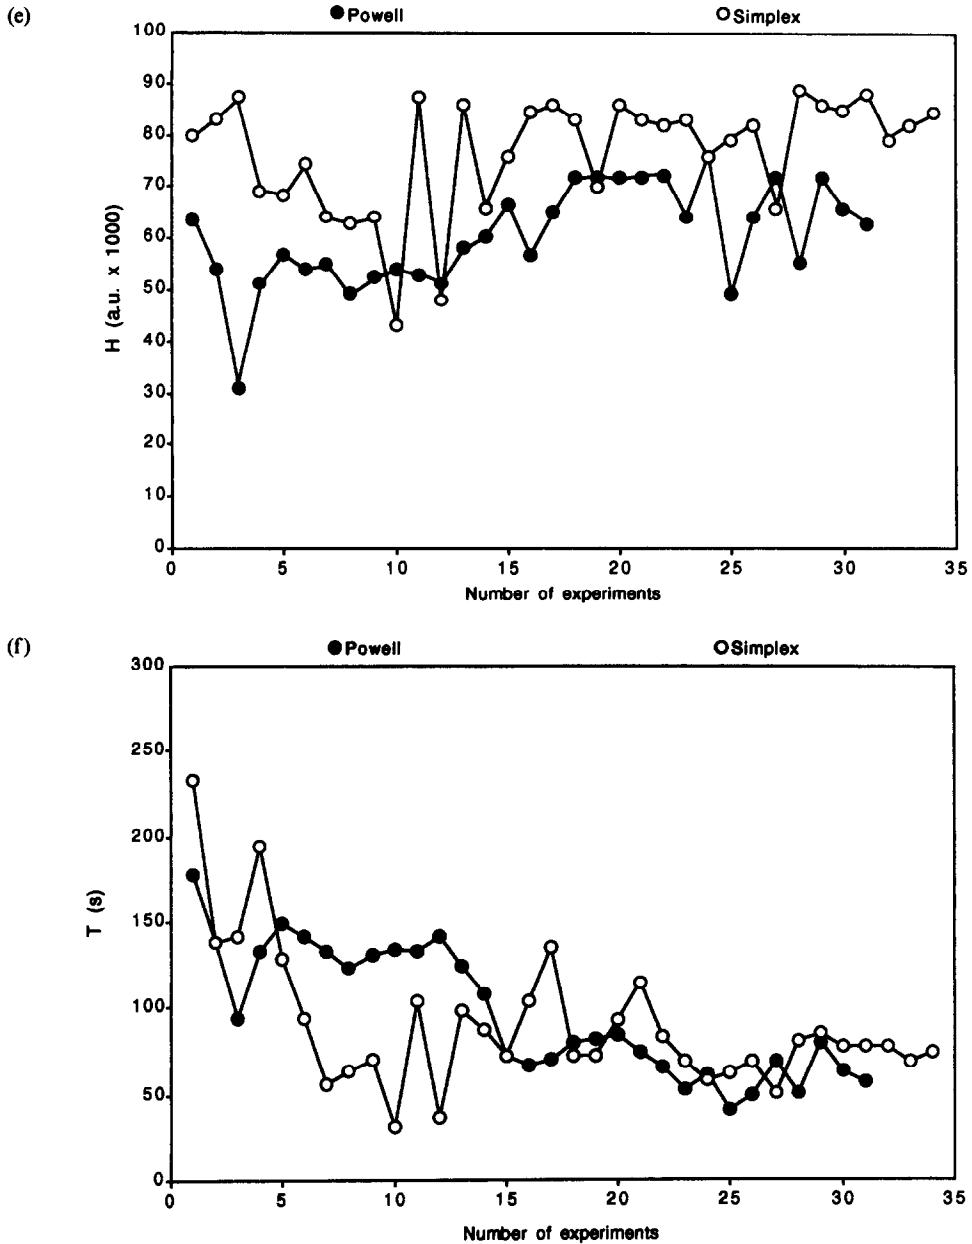 (e)
Powell Simplex
100
90
80
70
60
50
40
30
20
10
0
H (a.u. x 1000)
0 5 10 15 20 25 30 35
Number of experiments
(f)
Powell Simplex
300
250
200
150
100
50
0
T (s)
0 5 10 15 20 25 30 35
Number of experiments